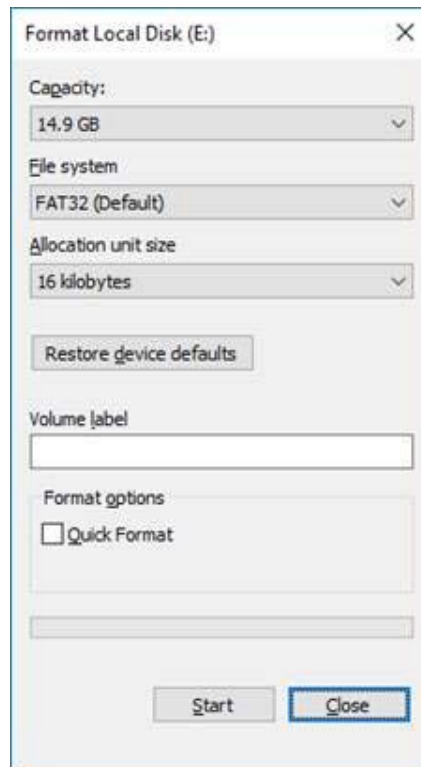 Format Local Disk (E:)
Capacity:
14.9 GB
File system
FAT32 (Default)
Allocation unit size
16 kilobytes
Restore device defaults
Volume label
Format options
Quick Format
Start
Close